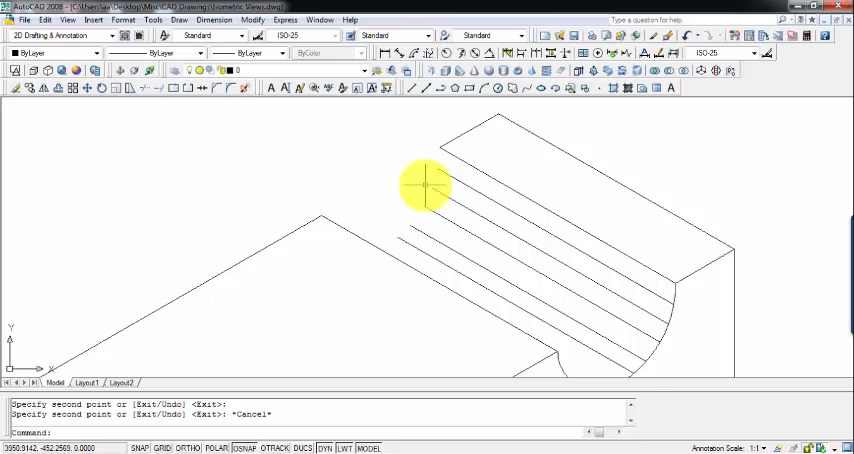 AutoCAD 2008 - [C:\Users\aa\Desktop\Misc\CAD Drawings\Isometric Views.dwg]
File Edit View Insert Format Tools Draw Dimension Modify Express Window Help
Type a question for help
2D Drafting & Annotation Standard ISO-25 Standard Standard
ByLayer ByLayer ByLayer ByColor ISO-25
0
Y
X
Model Layout1 Layout2
Specify second point or [Exit/Undo] <Exit>:
Specify second point or [Exit/Undo] <Exit>: *Cancel*
Command:
3950.9142, -452.2569, 0.0000 SNAP GRID ORTHO POLAR OSNAP OTRACK DUCS DYN LWT MODEL Annotation Scale: 1:1